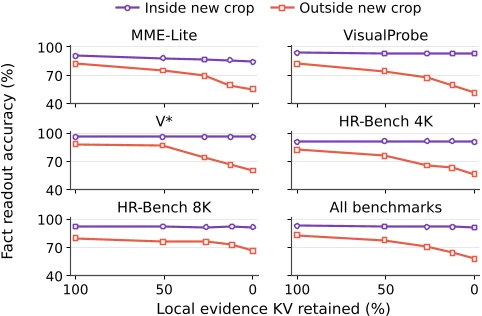 Inside new crop Outside new crop
MME-Lite VisualProbe
100
70
40
V* HR-Bench 4K
100
70
40
HR-Bench 8K All benchmarks
100
70
40
100 50 0 100 50 0
Local evidence KV retained (%)
Fact readout accuracy (%)